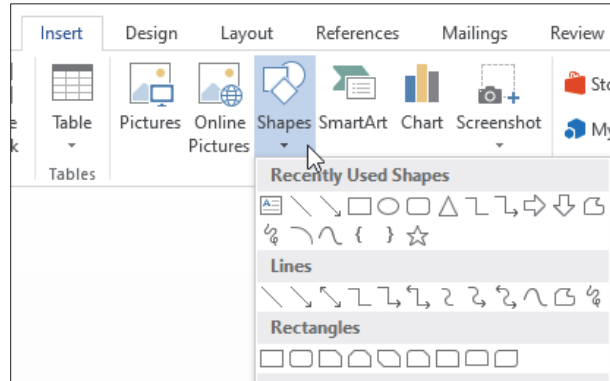 Insert Design Layout References Mailings Review
Table Pictures Online Pictures Shapes SmartArt Chart Screenshot
Tables
Recently Used Shapes
Lines
Rectangles